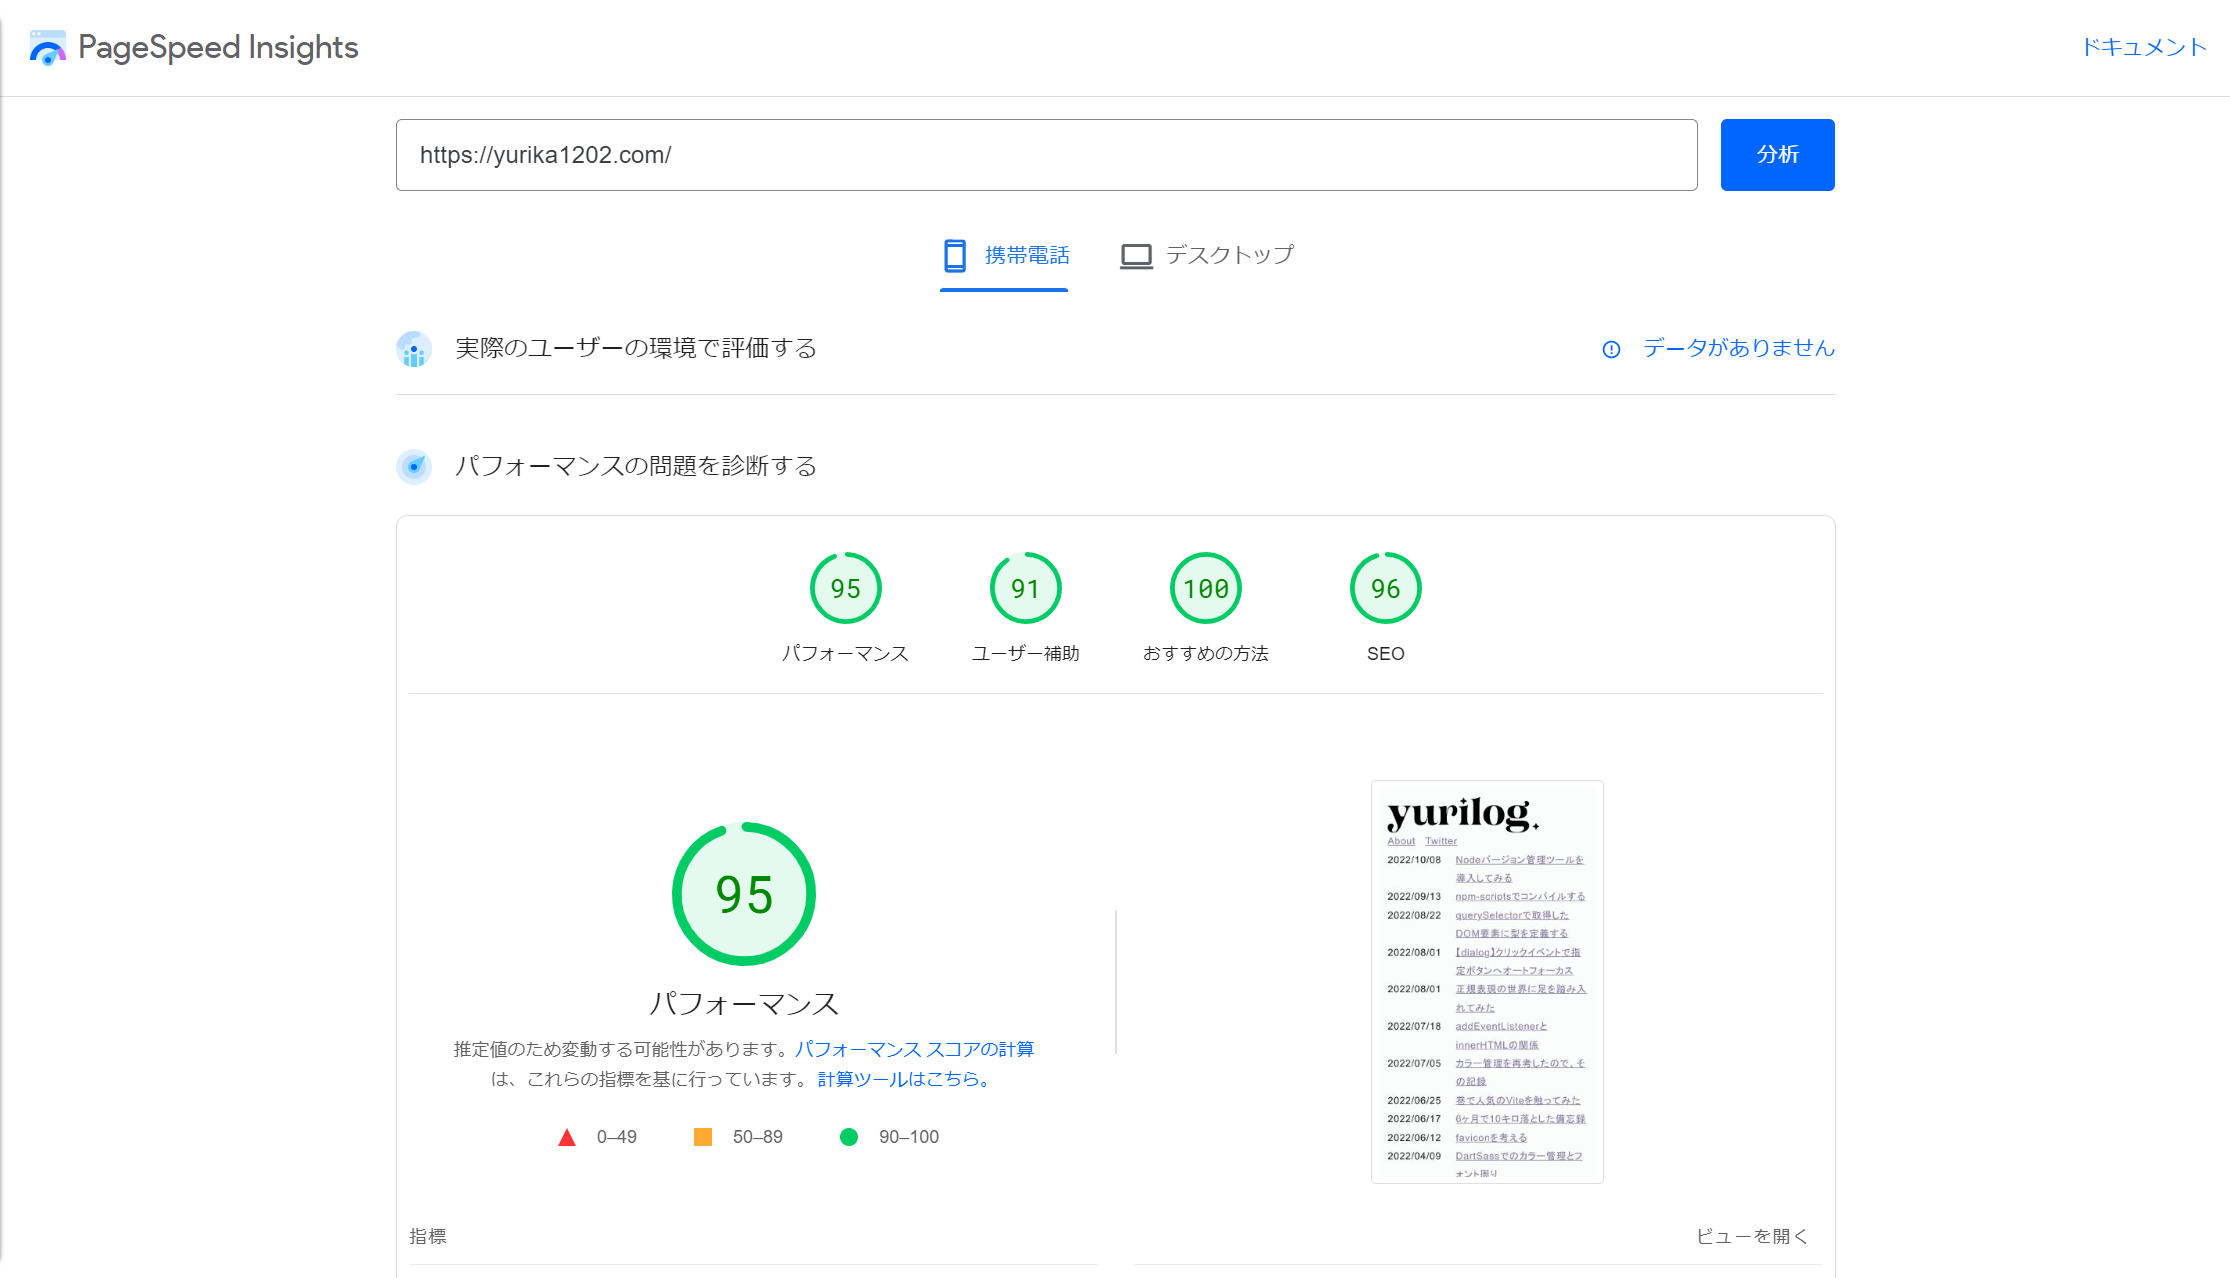 PageSpeed Insights
ドキュメント
https://yurika1202.com/
分析
携帯電話
デスクトップ
実際のユーザーの環境で評価する
データがありません
パフォーマンスの問題を診断する
95
91
100
96
パフォーマンス
ユーザー補助
おすすめの方法
SEO
95
パフォーマンス
推定値のため変動する可能性があります。パフォーマンス スコアの計算
は、これらの指標を基に行っています。計算ツールはこちら。
0–49
50–89
90–100
yurilog.
About Twitter
2022/10/08 Nodeバージョン管理ツールを
導入してみる
2022/09/13 npm-scriptsでコンパイルする
2022/08/22 querySelectorで取得した
DOM要素に型を定義する
2022/08/01 【dialog】クリックイベントで指
定ボタンへオートフォーカス
2022/08/01 正規表現の世界に足を踏み入
れてみた
2022/07/18 addEventListenerと
innerHTMLの関係
2022/07/05 カラー管理を再考したので、そ
の記録
2022/06/25 巷で人気のViteを触ってみた
2022/06/17 6ヶ月で10キロ落とした備忘録
2022/06/12 faviconを考える
2022/04/09 DartSassでのカラー管理とフ
ォント周り
指標
ビューを開く